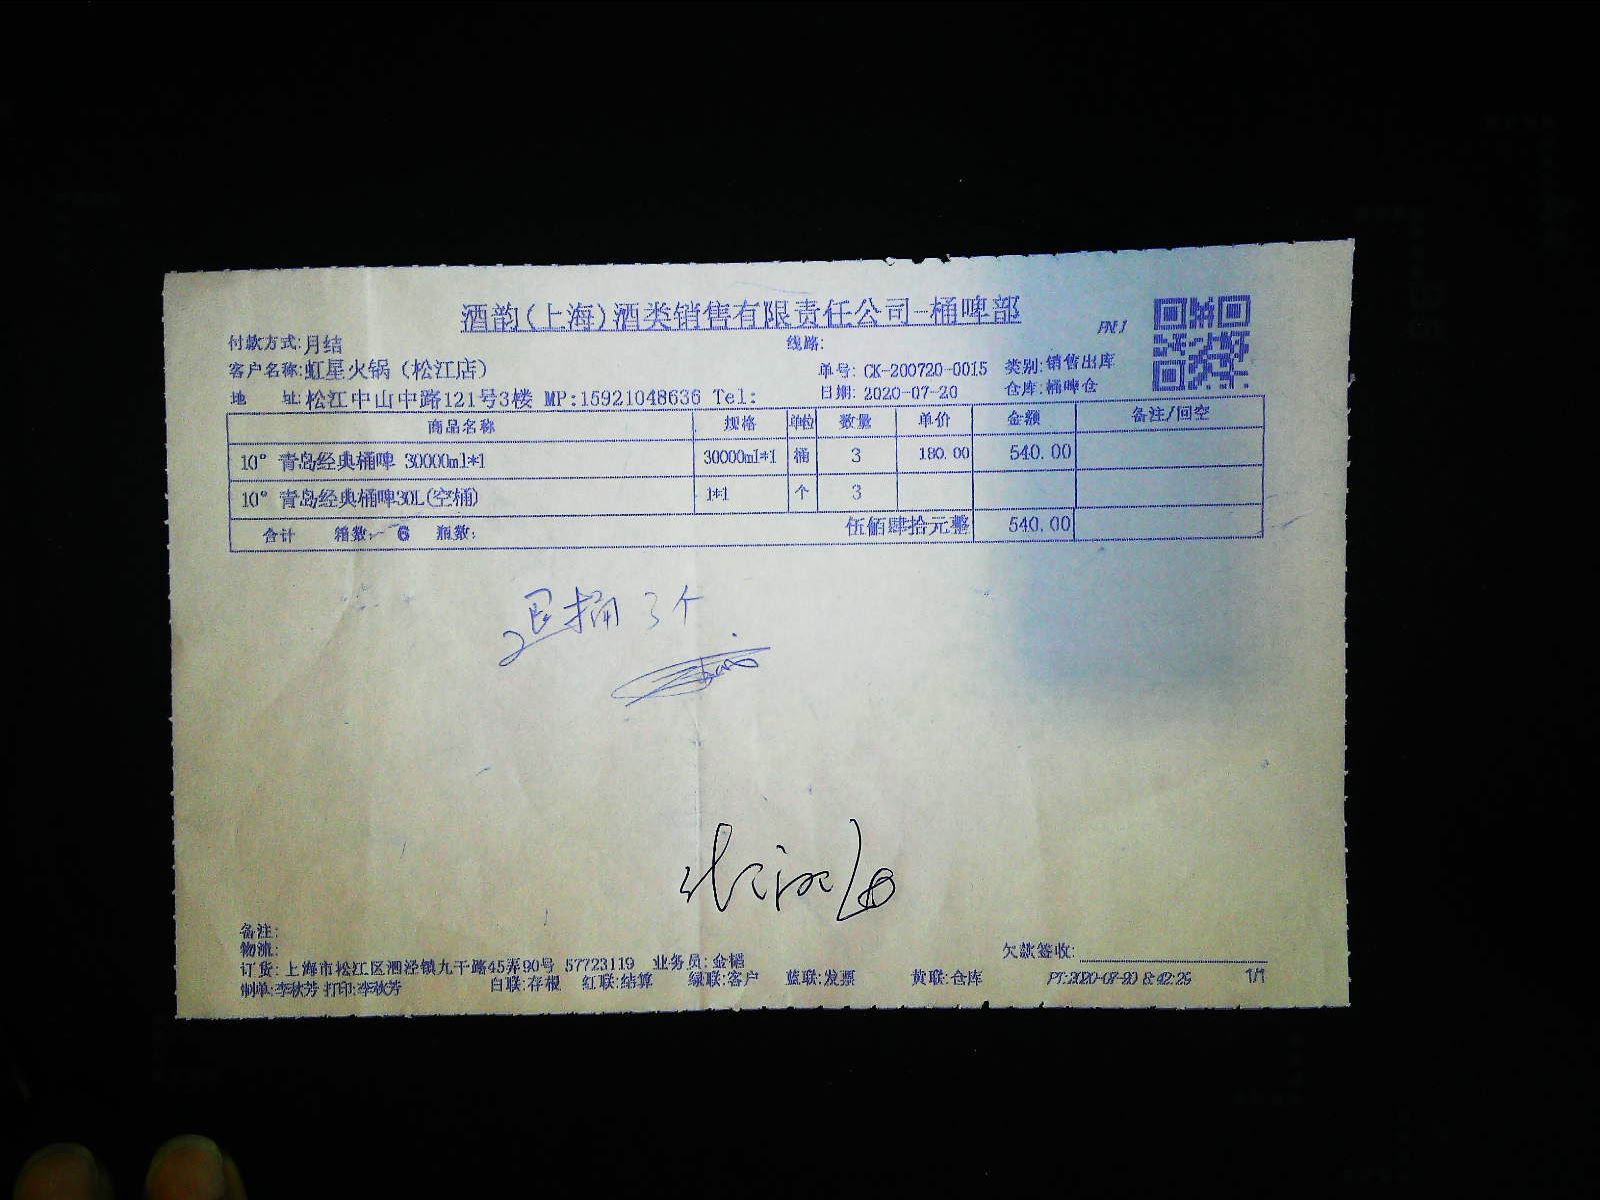 酒韵(上海)酒类销售有限责任公司-桶啤部
付款方式:月结 线路:
客户名称:虹星火锅(松江店) 单号: CK-200720-0015 类别:销售出库
地 址:松江中山中路121号3楼 MP:15921048636 Tel: 日期: 2020-07-20 仓库:桶啤仓
商品名称 规格 单位 数量 单价 金额 备注/回空
10° 青岛经典桶啤 30000ml*1 30000ml*1 桶 3 180.00 540.00
10° 青岛经典桶啤30L(空桶) 1*1 个 3
合计 箱数: 6 瓶数: 伍佰肆拾元整 540.00
退桶3个
备注:
物流: 欠款签收:
订货: 上海市松江区泗泾镇九干路45弄90号 57723119 业务员:金韬
制单:李秋芳 打印:李秋芳 白联:存根 红联:结算 绿联:客户 蓝联:发票 黄联:仓库 PT:2020-07-20 8:42:25 1/1